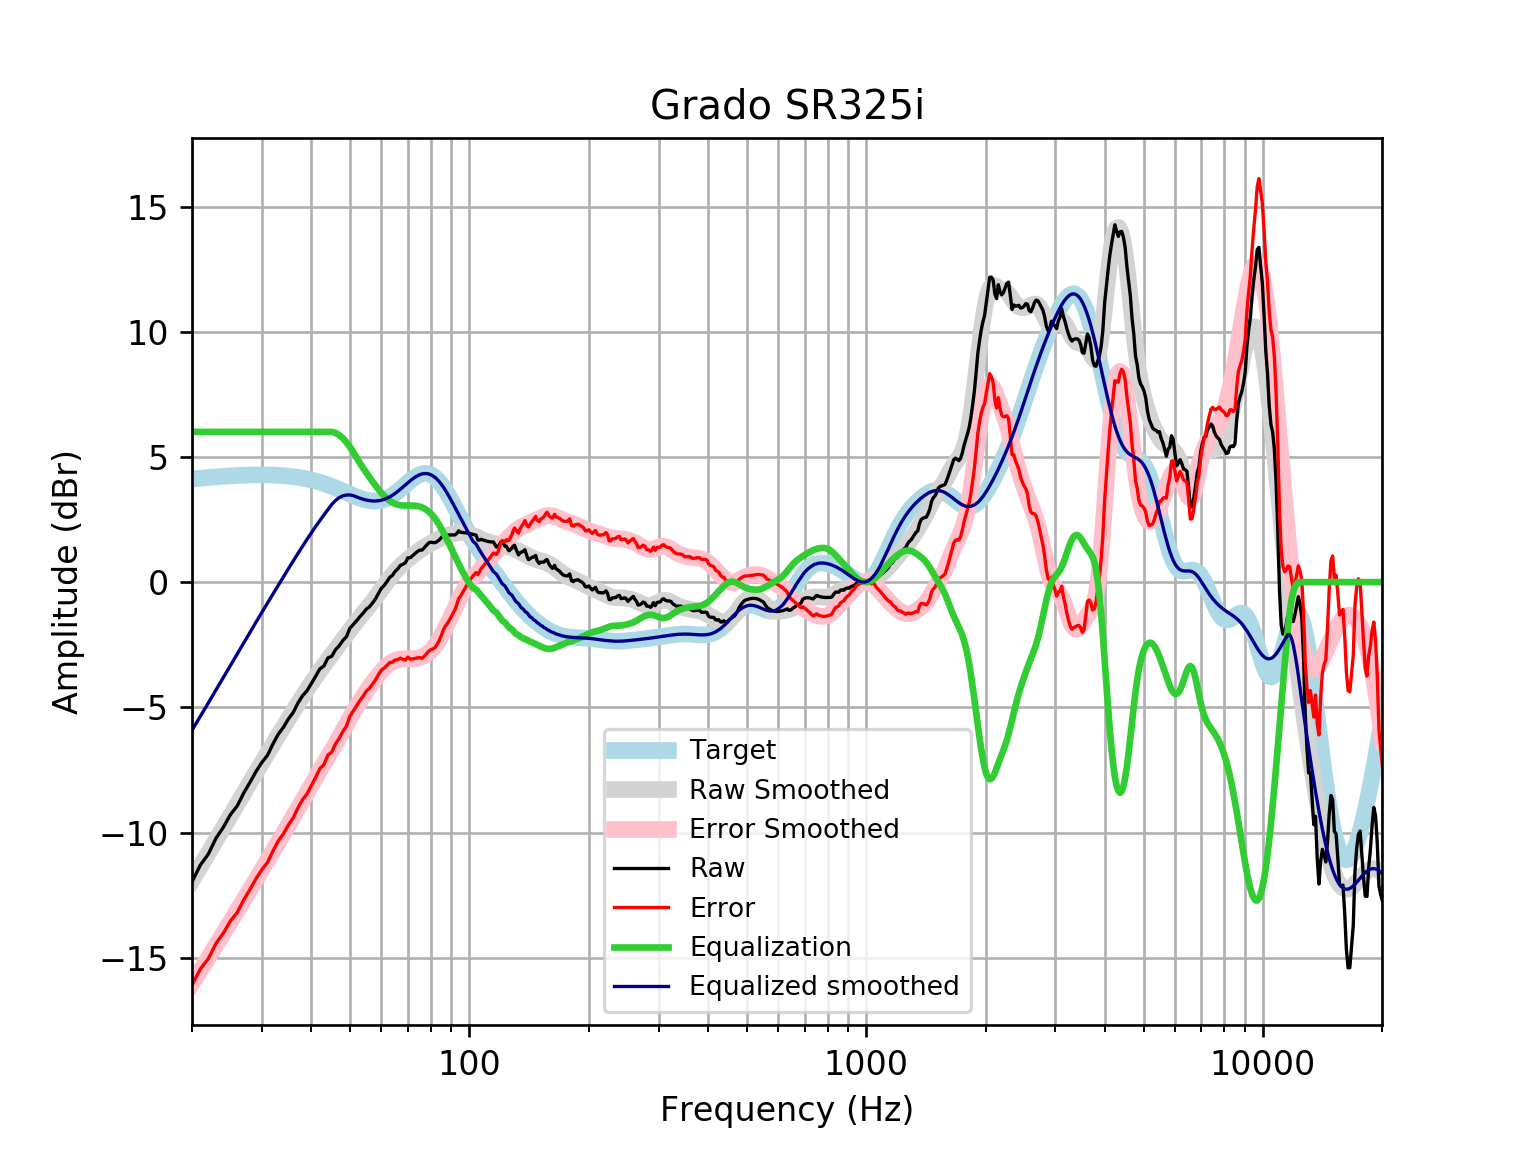 Grado SR325i
Amplitude (dBr)
15
10
5
0
−5
−10
−15
Target
Raw Smoothed
Error Smoothed
Raw
Error
Equalization
Equalized smoothed
100 1000 10000
Frequency (Hz)